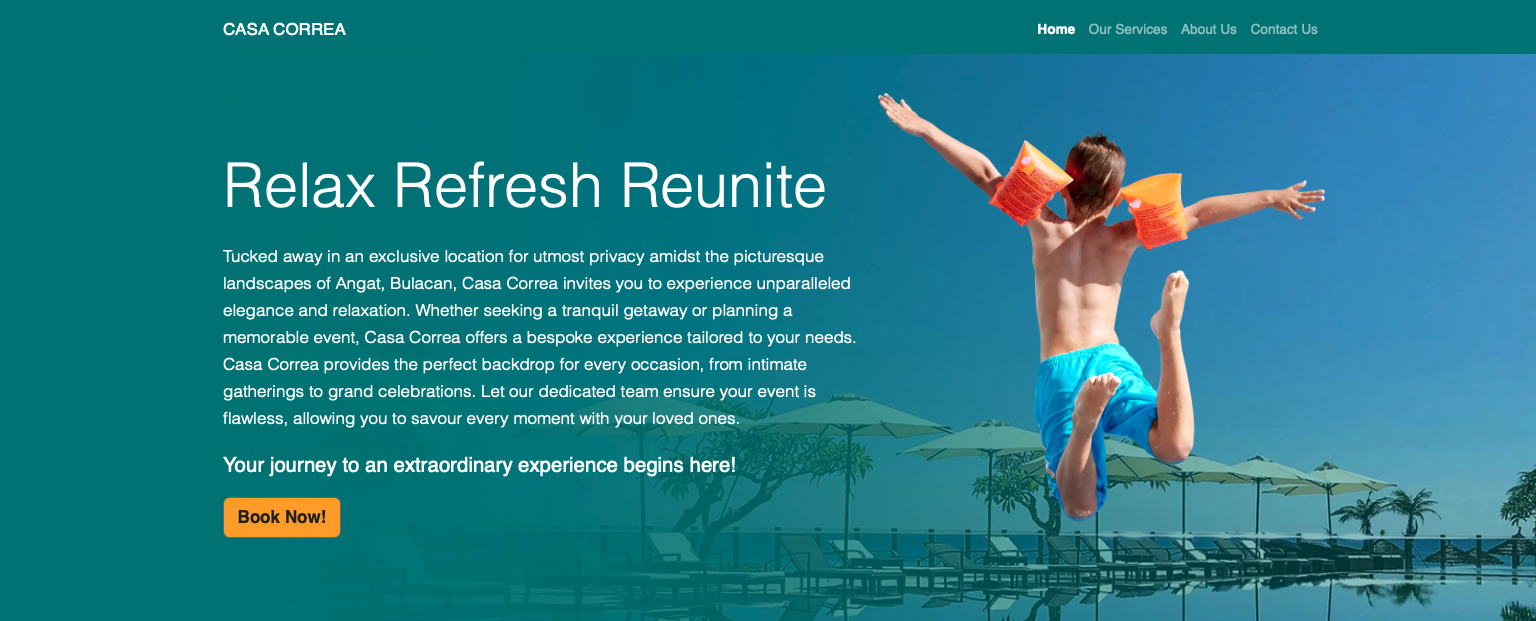 CASA CORREA
Home Our Services About Us Contact Us
Relax Refresh Reunite
Tucked away in an exclusive location for utmost privacy amidst the picturesque
landscapes of Angat, Bulacan, Casa Correa invites you to experience unparalleled
elegance and relaxation. Whether seeking a tranquil getaway or planning a
memorable event, Casa Correa offers a bespoke experience tailored to your needs.
Casa Correa provides the perfect backdrop for every occasion, from intimate
gatherings to grand celebrations. Let our dedicated team ensure your event is
flawless, allowing you to savour every moment with your loved ones.
Your journey to an extraordinary experience begins here!
Book Now!